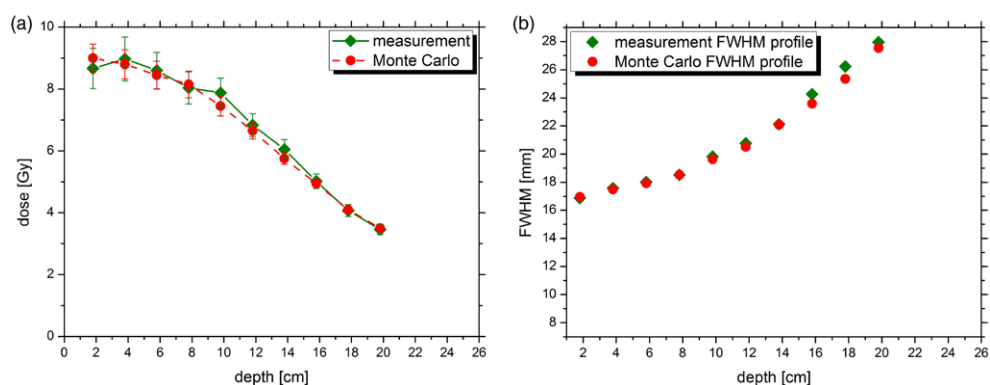 (a)
10
8
6
4
2
0
dose [Gy]
measurement
Monte Carlo
0 2 4 6 8 10 12 14 16 18 20 22 24 26
depth [cm]
(b)
28
26
24
22
20
18
16
14
12
10
8
FWHM [mm]
measurement FWHM profile
Monte Carlo FWHM profile
2 4 6 8 10 12 14 16 18 20 22 24 26
depth [cm]